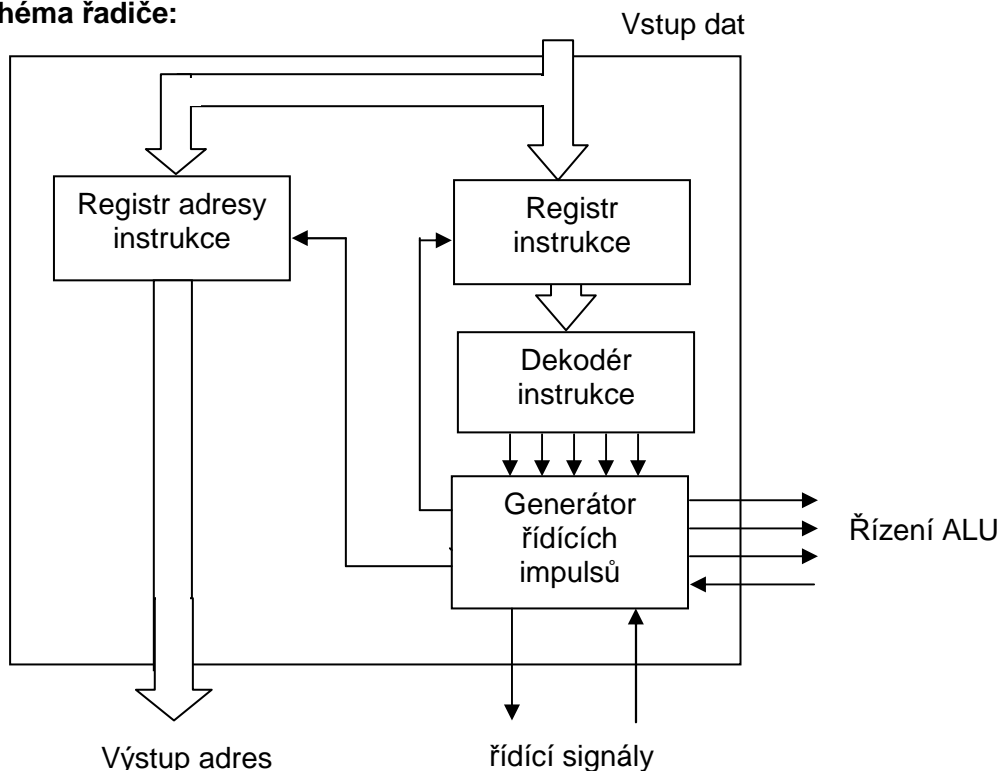 héma řadiče:
Vstup dat
Registr adresy
instrukce
Registr
instrukce
Dekodér
instrukce
Generátor
řídících
impulsů
Řízení ALU
Výstup adres
řídící signály